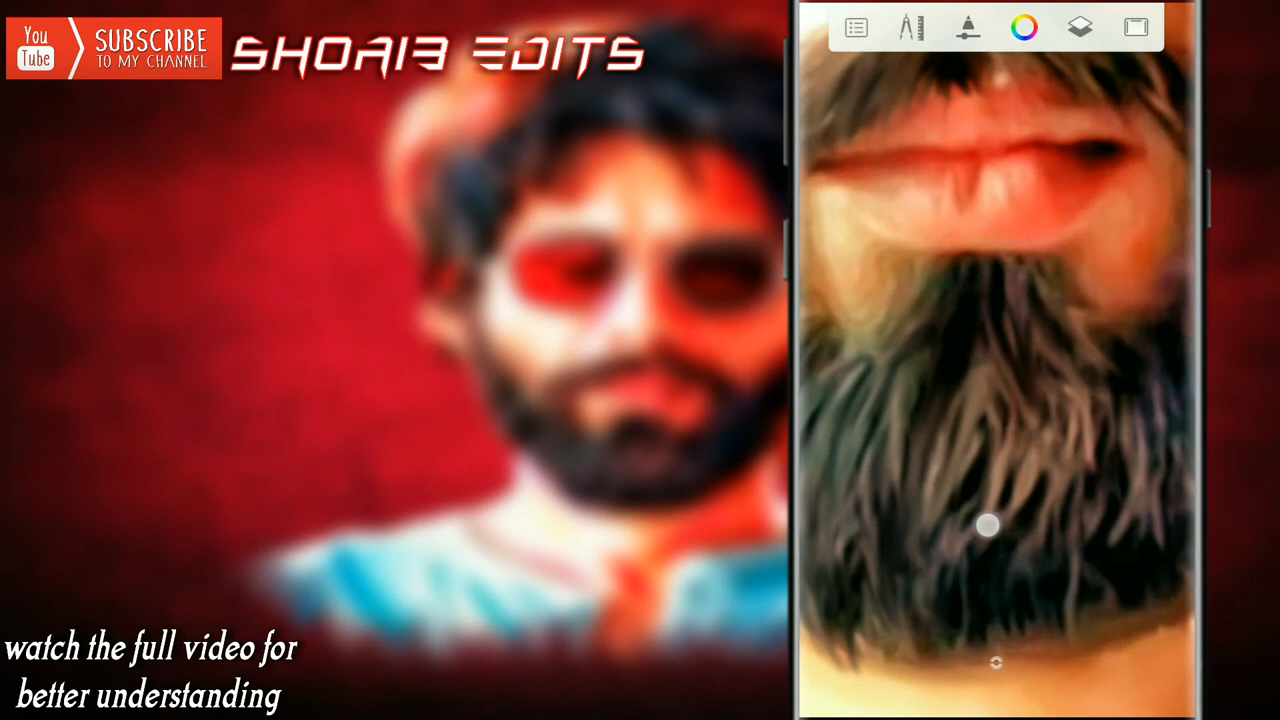 You
Tube
SUBSCRIBE
TO MY CHANNEL
SHOAIB EDITS
watch the full video for
better understanding